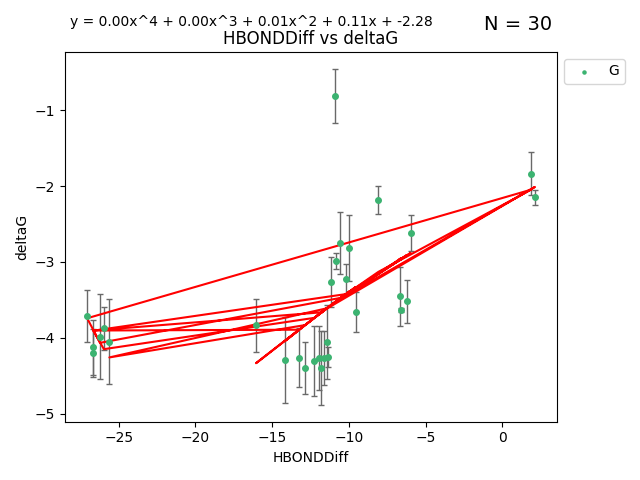 y = 0.00x^4 + 0.00x^3 + 0.01x^2 + 0.11x + -2.28
N = 30
HBONDDiff vs deltaG
G
−1
−2
−3
−4
−5
deltaG
−25 −20 −15 −10 −5 0
HBONDDiff